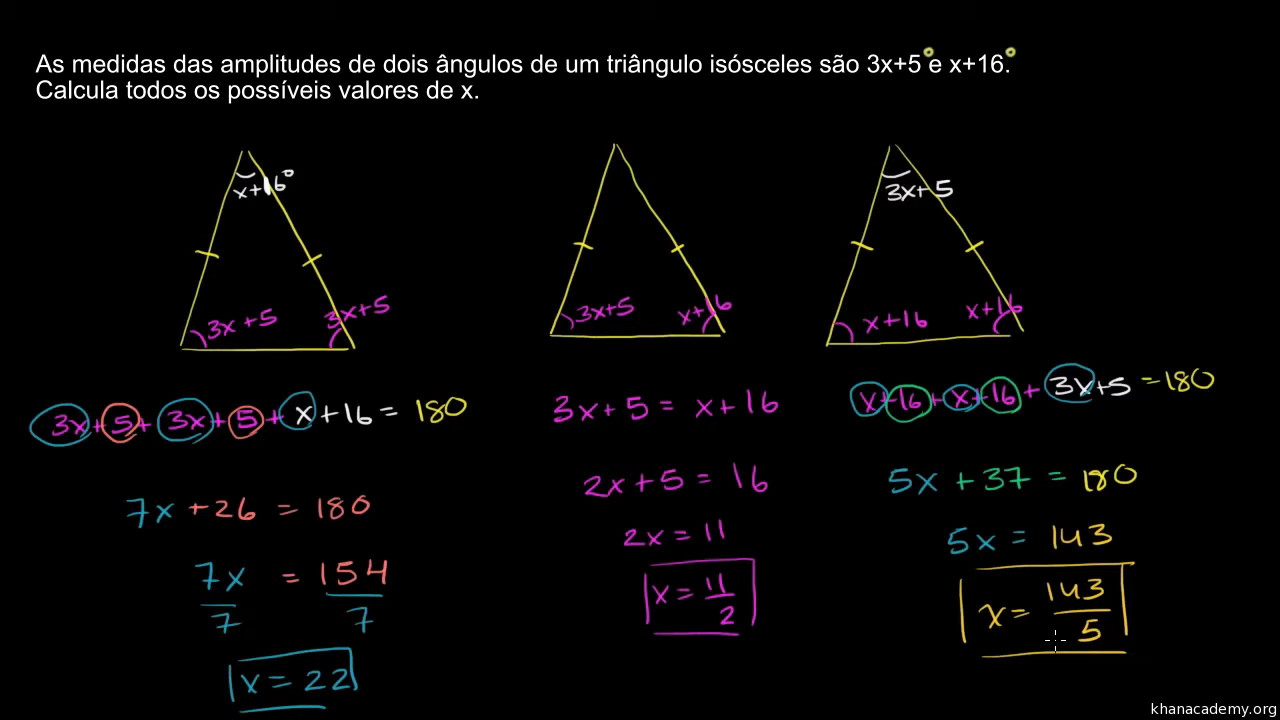 As medidas das amplitudes de dois ângulos de um triângulo isósceles são 3x+5° e x+16.°
Calcula todos os possíveis valores de x.
x+16°
3x+5
3x+5
3x+5
x+16
3x+5
x+16
x+16
3x+5+3x+5+x+16=180
7x+26=180
7x=154
7 7
x=22
3x+5=x+16
2x+5=16
2x=11
x=11/2
x+16+x+16+3x+5=180
5x+37=180
5x=143
x=143/5
khanacademy.org